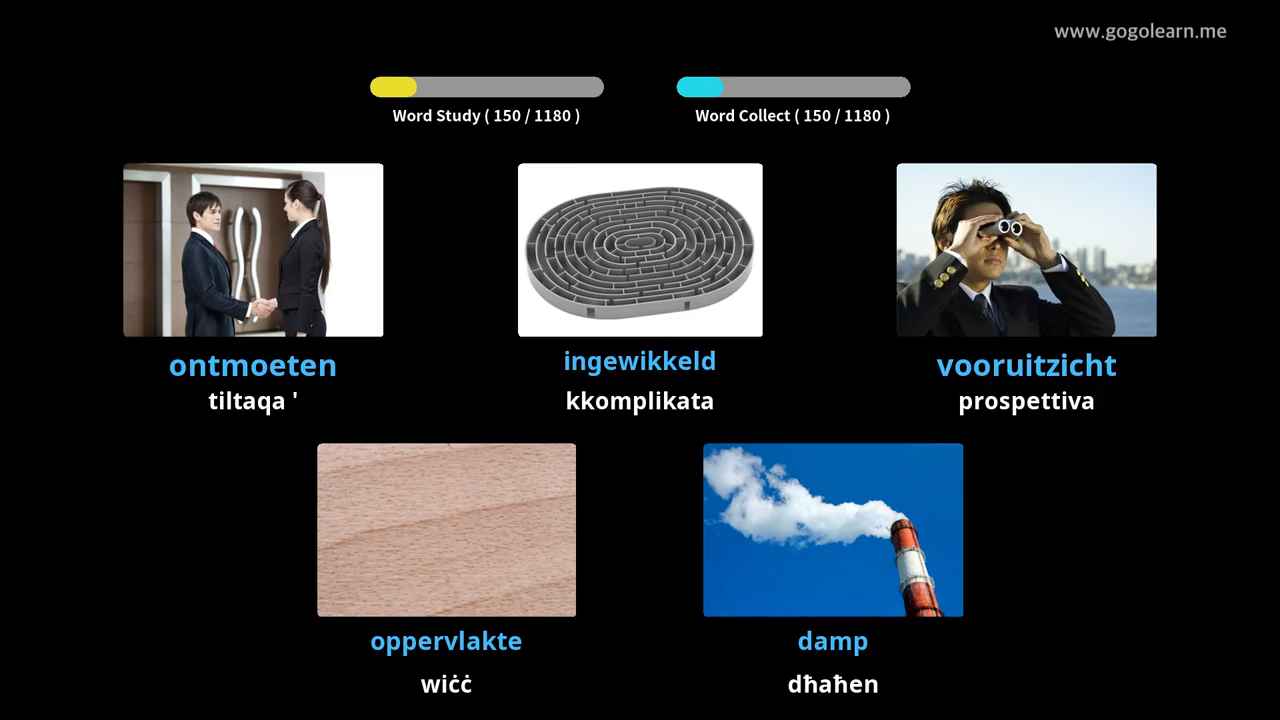 www.gogolearn.me
Word Study ( 150 / 1180 )
Word Collect ( 150 / 1180 )
ontmoeten
tiltaqa '
ingewikkeld
kkomplikata
vooruitzicht
prospettiva
oppervlakte
wiċċ
damp
dħaħen